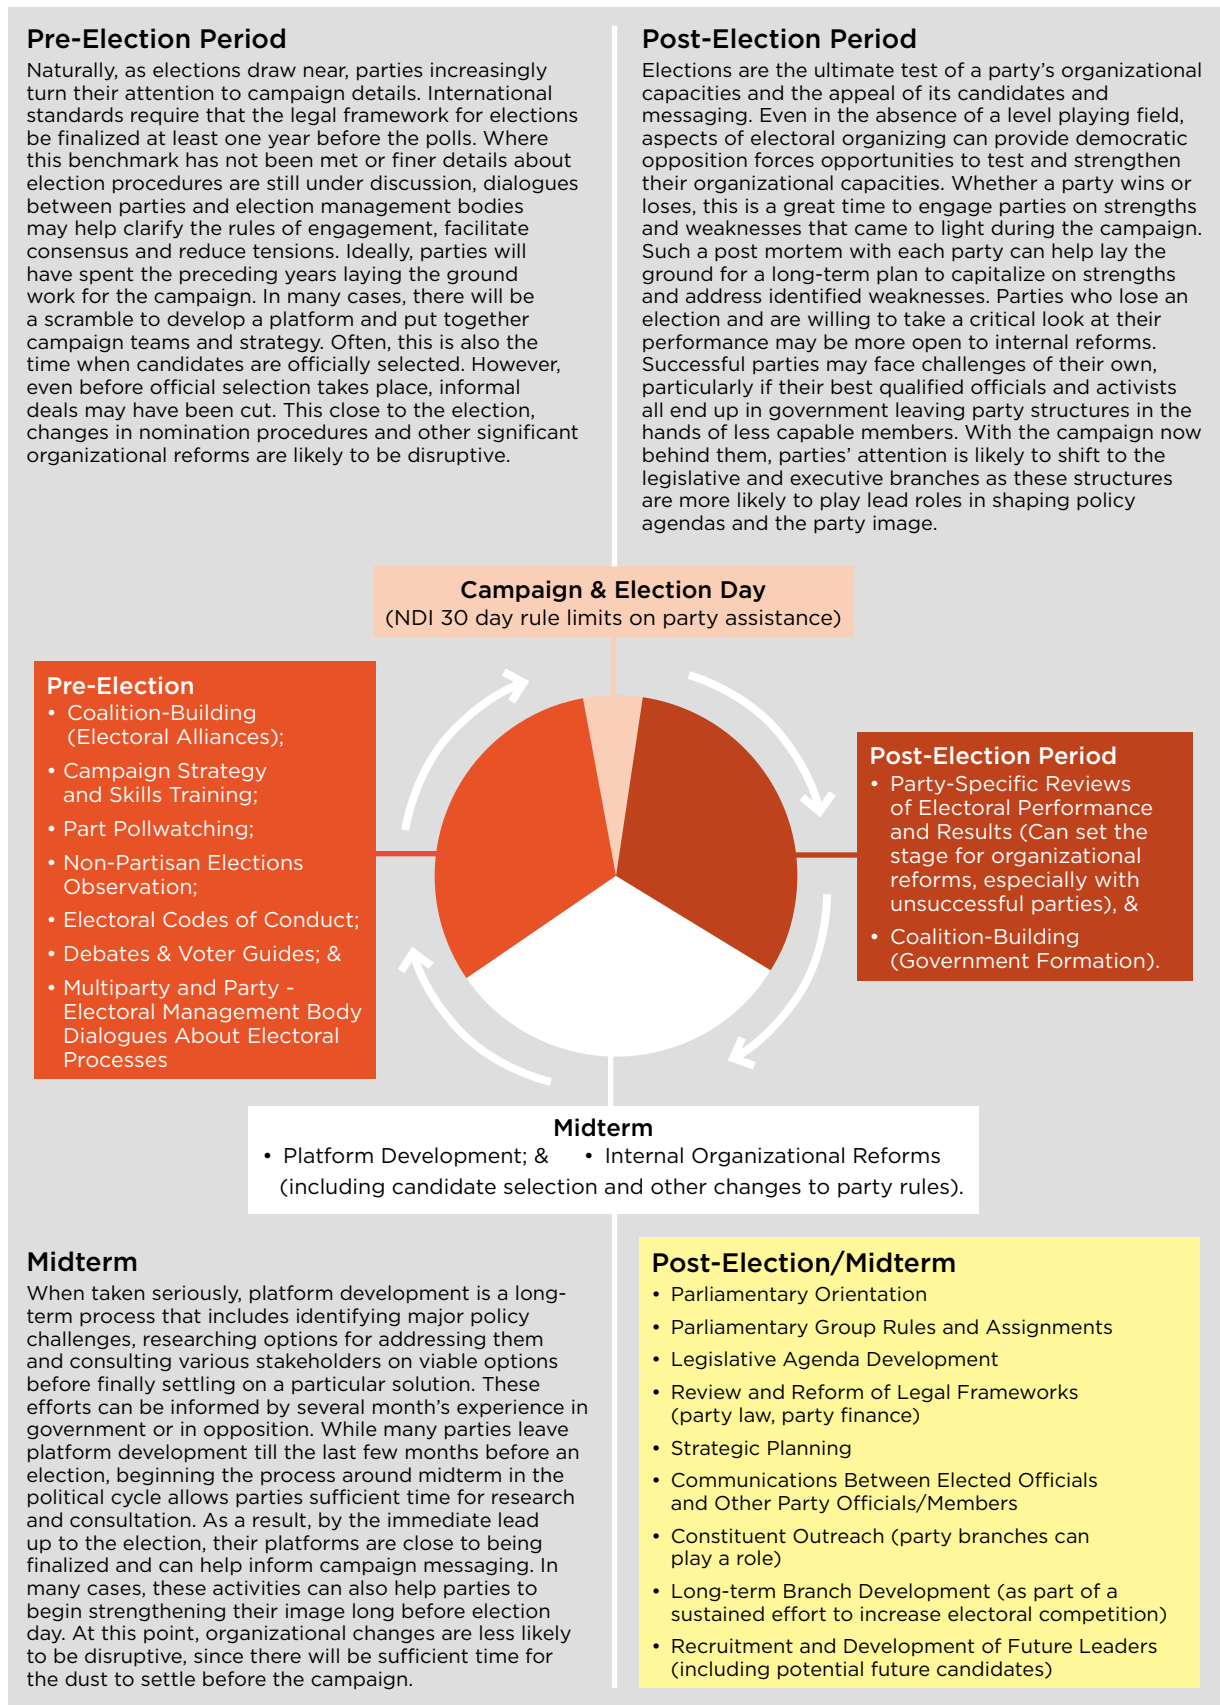 Pre-Election Period
Naturally, as elections draw near, parties increasingly
turn their attention to campaign details. International
standards require that the legal framework for elections
be finalized at least one year before the polls. Where
this benchmark has not been met or finer details about
election procedures are still under discussion, dialogues
between parties and election management bodies
may help clarify the rules of engagement, facilitate
consensus and reduce tensions. Ideally, parties will
have spent the preceding years laying the ground
work for the campaign. In many cases, there will be
a scramble to develop a platform and put together
campaign teams and strategy. Often, this is also the
time when candidates are officially selected. However,
even before official selection takes place, informal
deals may have been cut. This close to the election,
changes in nomination procedures and other significant
organizational reforms are likely to be disruptive.
Post-Election Period
Elections are the ultimate test of a party's organizational
capacities and the appeal of its candidates and
messaging. Even in the absence of a level playing field,
aspects of electoral organizing can provide democratic
opposition forces opportunities to test and strengthen
their organizational capacities. Whether a party wins or
loses, this is a great time to engage parties on strengths
and weaknesses that came to light during the campaign.
Such a post mortem with each party can help lay the
ground for a long-term plan to capitalize on strengths
and address identified weaknesses. Parties who lose an
election and are willing to take a critical look at their
performance may be more open to internal reforms.
Successful parties may face challenges of their own,
particularly if their best qualified officials and activists
all end up in government leaving party structures in the
hands of less capable members. With the campaign now
behind them, parties' attention is likely to shift to the
legislative and executive branches as these structures
are more likely to play lead roles in shaping policy
agendas and the party image.
Campaign & Election Day
(NDI 30 day rule limits on party assistance)
Pre-Election
• Coalition-Building
(Electoral Alliances);
• Campaign Strategy
and Skills Training;
• Part Pollwatching;
• Non-Partisan Elections
Observation;
• Electoral Codes of Conduct;
• Debates & Voter Guides; &
• Multiparty and Party -
Electoral Management Body
Dialogues About Electoral
Processes
Post-Election Period
• Party-Specific Reviews
of Electoral Performance
and Results (Can set the
stage for organizational
reforms, especially with
unsuccessful parties), &
• Coalition-Building
(Government Formation).
Midterm
• Platform Development; & • Internal Organizational Reforms
(including candidate selection and other changes to party rules).
Midterm
When taken seriously, platform development is a long-
term process that includes identifying major policy
challenges, researching options for addressing them
and consulting various stakeholders on viable options
before finally settling on a particular solution. These
efforts can be informed by several month's experience in
government or in opposition. While many parties leave
platform development till the last few months before an
election, beginning the process around midterm in the
political cycle allows parties sufficient time for research
and consultation. As a result, by the immediate lead
up to the election, their platforms are close to being
finalized and can help inform campaign messaging. In
many cases, these activities can also help parties to
begin strengthening their image long before election
day. At this point, organizational changes are less likely
to be disruptive, since there will be sufficient time for
the dust to settle before the campaign.
Post-Election/Midterm
• Parliamentary Orientation
• Parliamentary Group Rules and Assignments
• Legislative Agenda Development
• Review and Reform of Legal Frameworks
(party law, party finance)
• Strategic Planning
• Communications Between Elected Officials
and Other Party Officials/Members
• Constituent Outreach (party branches can
play a role)
• Long-term Branch Development (as part of a
sustained effort to increase electoral competition)
• Recruitment and Development of Future Leaders
(including potential future candidates)